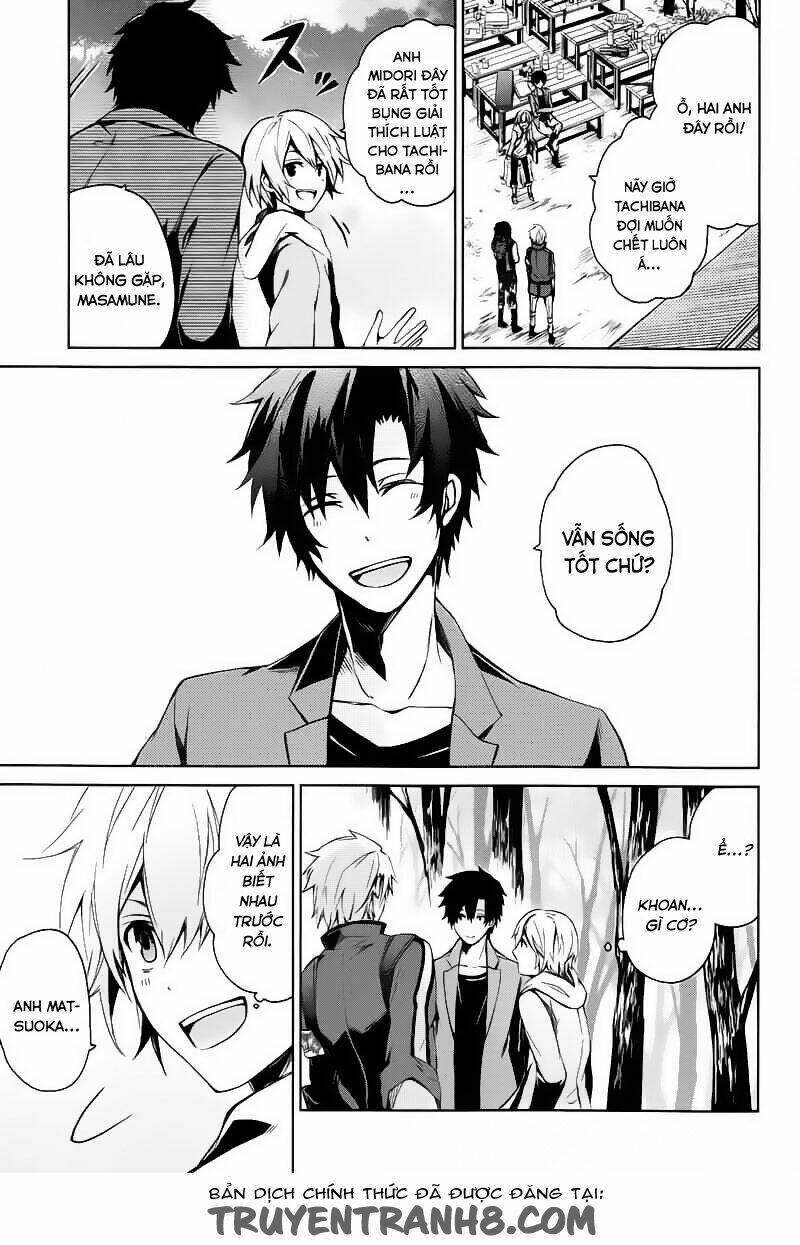 Ồ, HAI ANH
ĐÂY RỒI!
NÃY GIỜ
TACHIBANA
ĐỢI MUỐN
CHẾT LUÔN
Á...
ス
ANH
MIDORI ĐÂY
ĐÃ RẤT TỐT
BỤNG GIẢI
THÍCH LUẬT
CHO TACHI-
BANA RỒI
...
ĐÃ LÂU
KHÔNG GẶP,
MASAMUNE.
VẪN SỐNG
TỐT CHỨ?
Ể...?
KHOAN...
GÌ CƠ?
VẬY LÀ
HAI ẢNH
BIẾT
NHAU
TRƯỚC
RỒI.
ANH MAT-
SUOKA...
BẢN DỊCH CHÍNH THỨC ĐÃ ĐƯỢC ĐĂNG TẠI:
TRUYENTRANH8.COM